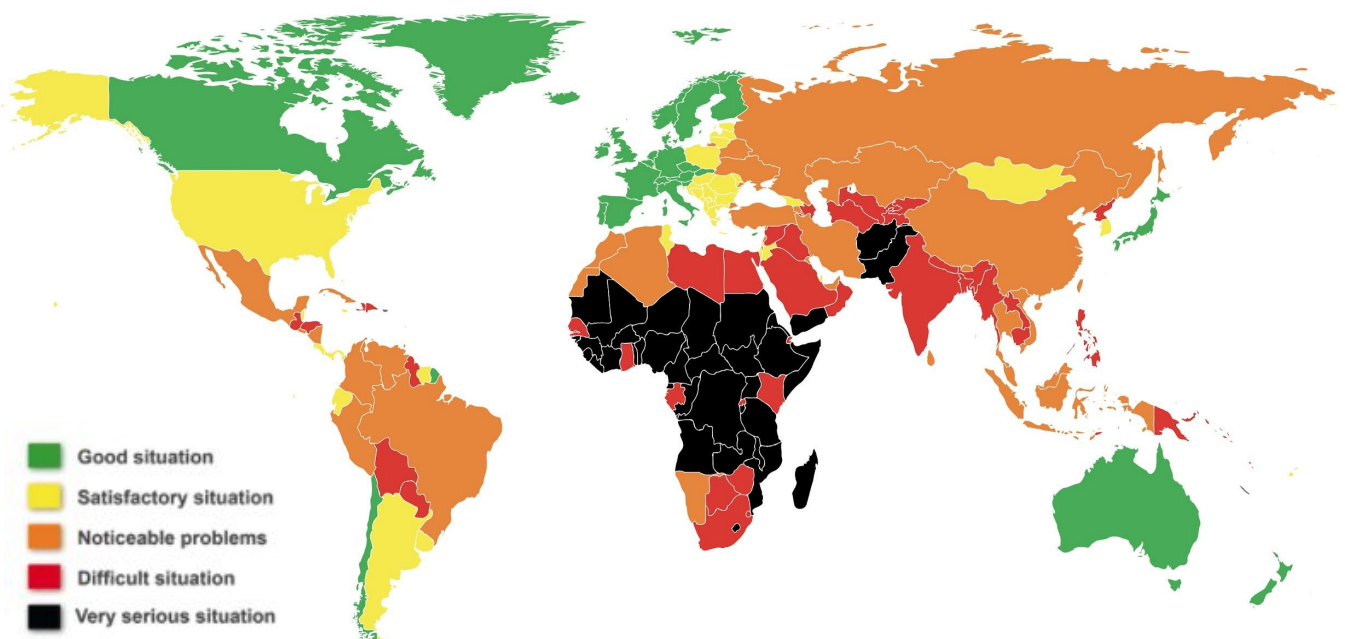 Good situation
Satisfactory situation
Noticeable problems
Difficult situation
Very serious situation